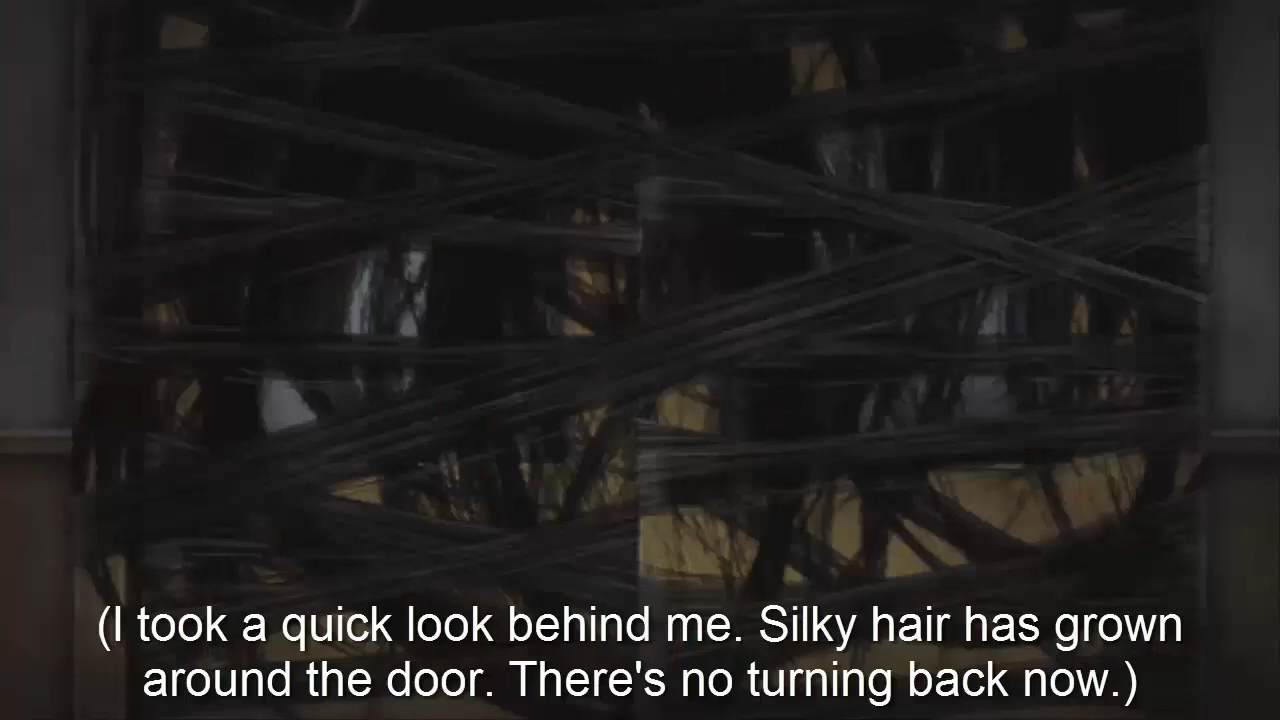 (I took a quick look behind me. Silky hair has grown
around the door. There's no turning back now.)